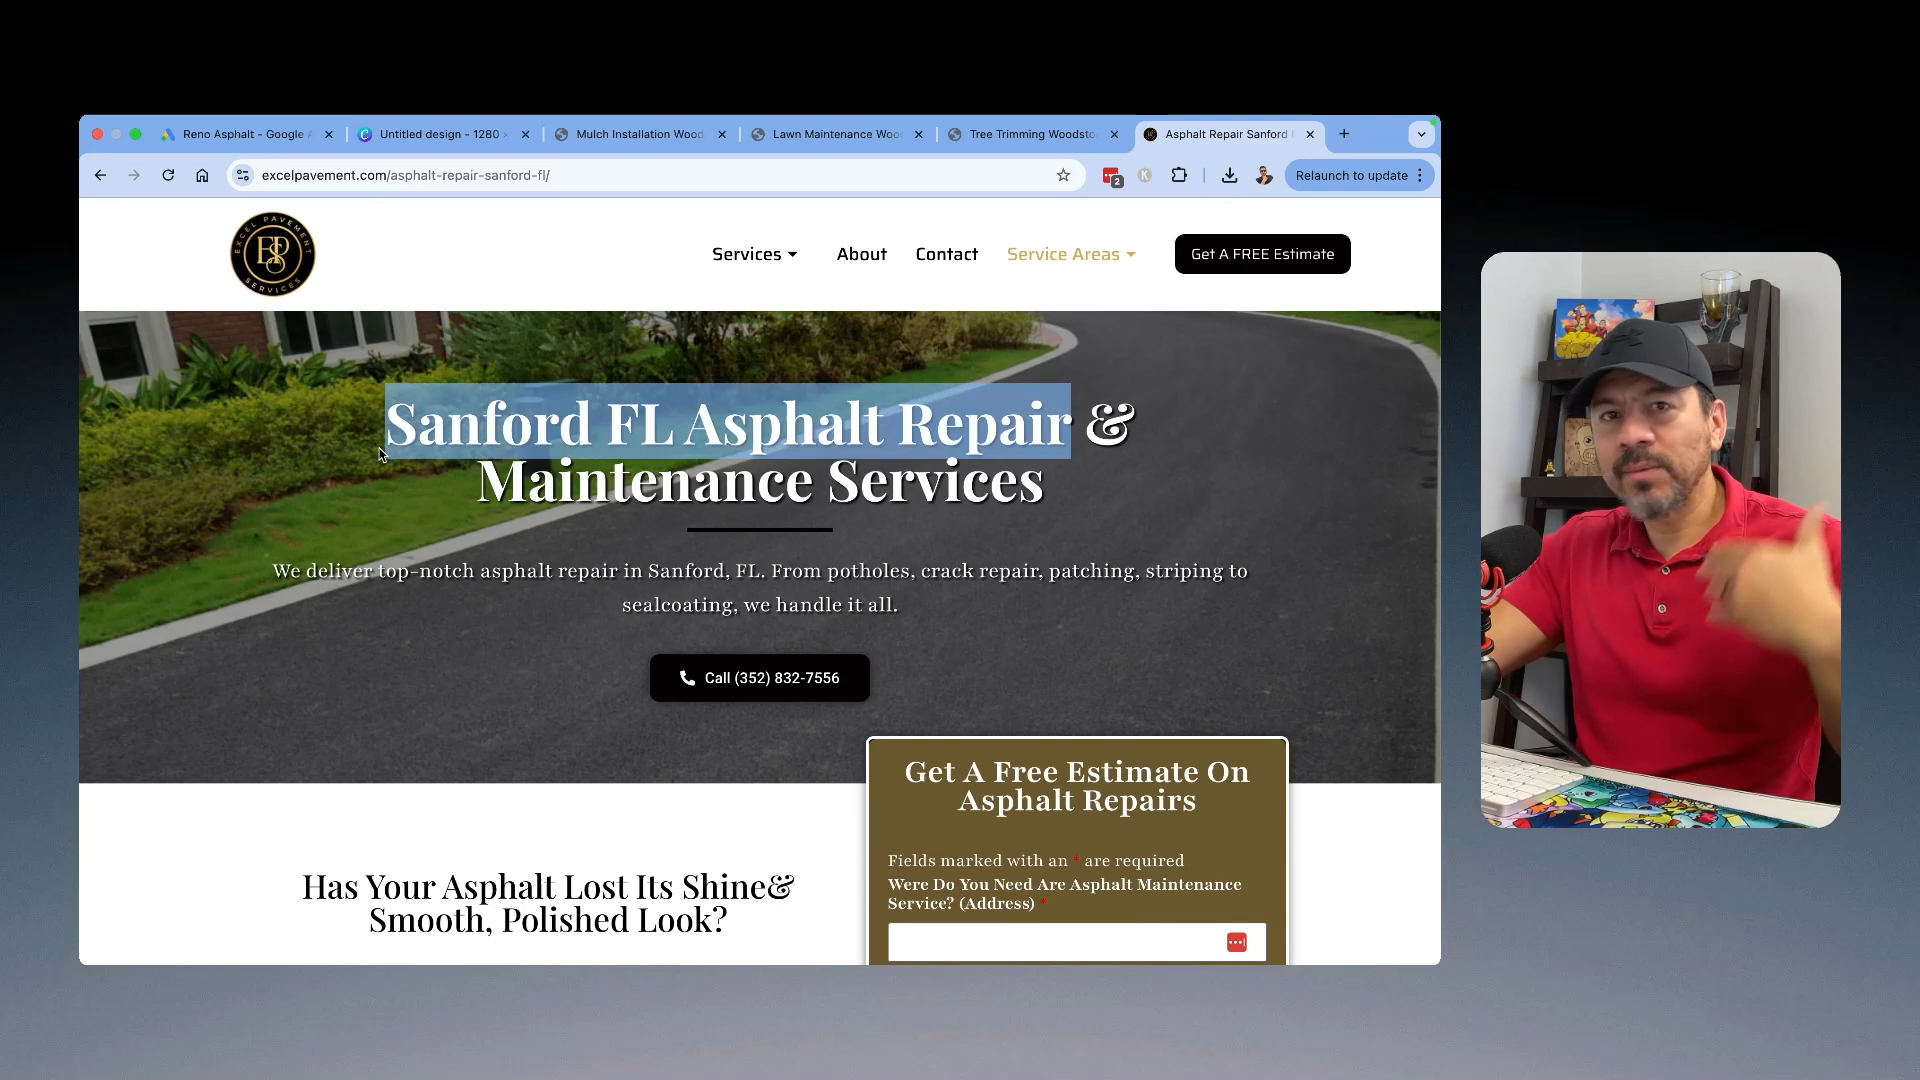 Reno Asphalt - Google
Untitled design - 1280
Mulch Installation Wood
Lawn Maintenance Woo
Tree Trimming Woodsto
Asphalt Repair Sanford
excelpavement.com/asphalt-repair-sanford-fl/
2
K
Relaunch to update
EXCEL PAVEMENT
EPS
SERVICES
Services
About
Contact
Service Areas
Get A FREE Estimate
Sanford FL Asphalt Repair &
Maintenance Services
We deliver top-notch asphalt repair in Sanford, FL. From potholes, crack repair, patching, striping to
sealcoating, we handle it all.
Call (352) 832-7556
Get A Free Estimate On
Asphalt Repairs
Fields marked with an * are required
Were Do You Need Are Asphalt Maintenance
Service? (Address) *
Has Your Asphalt Lost Its Shine&
Smooth, Polished Look?